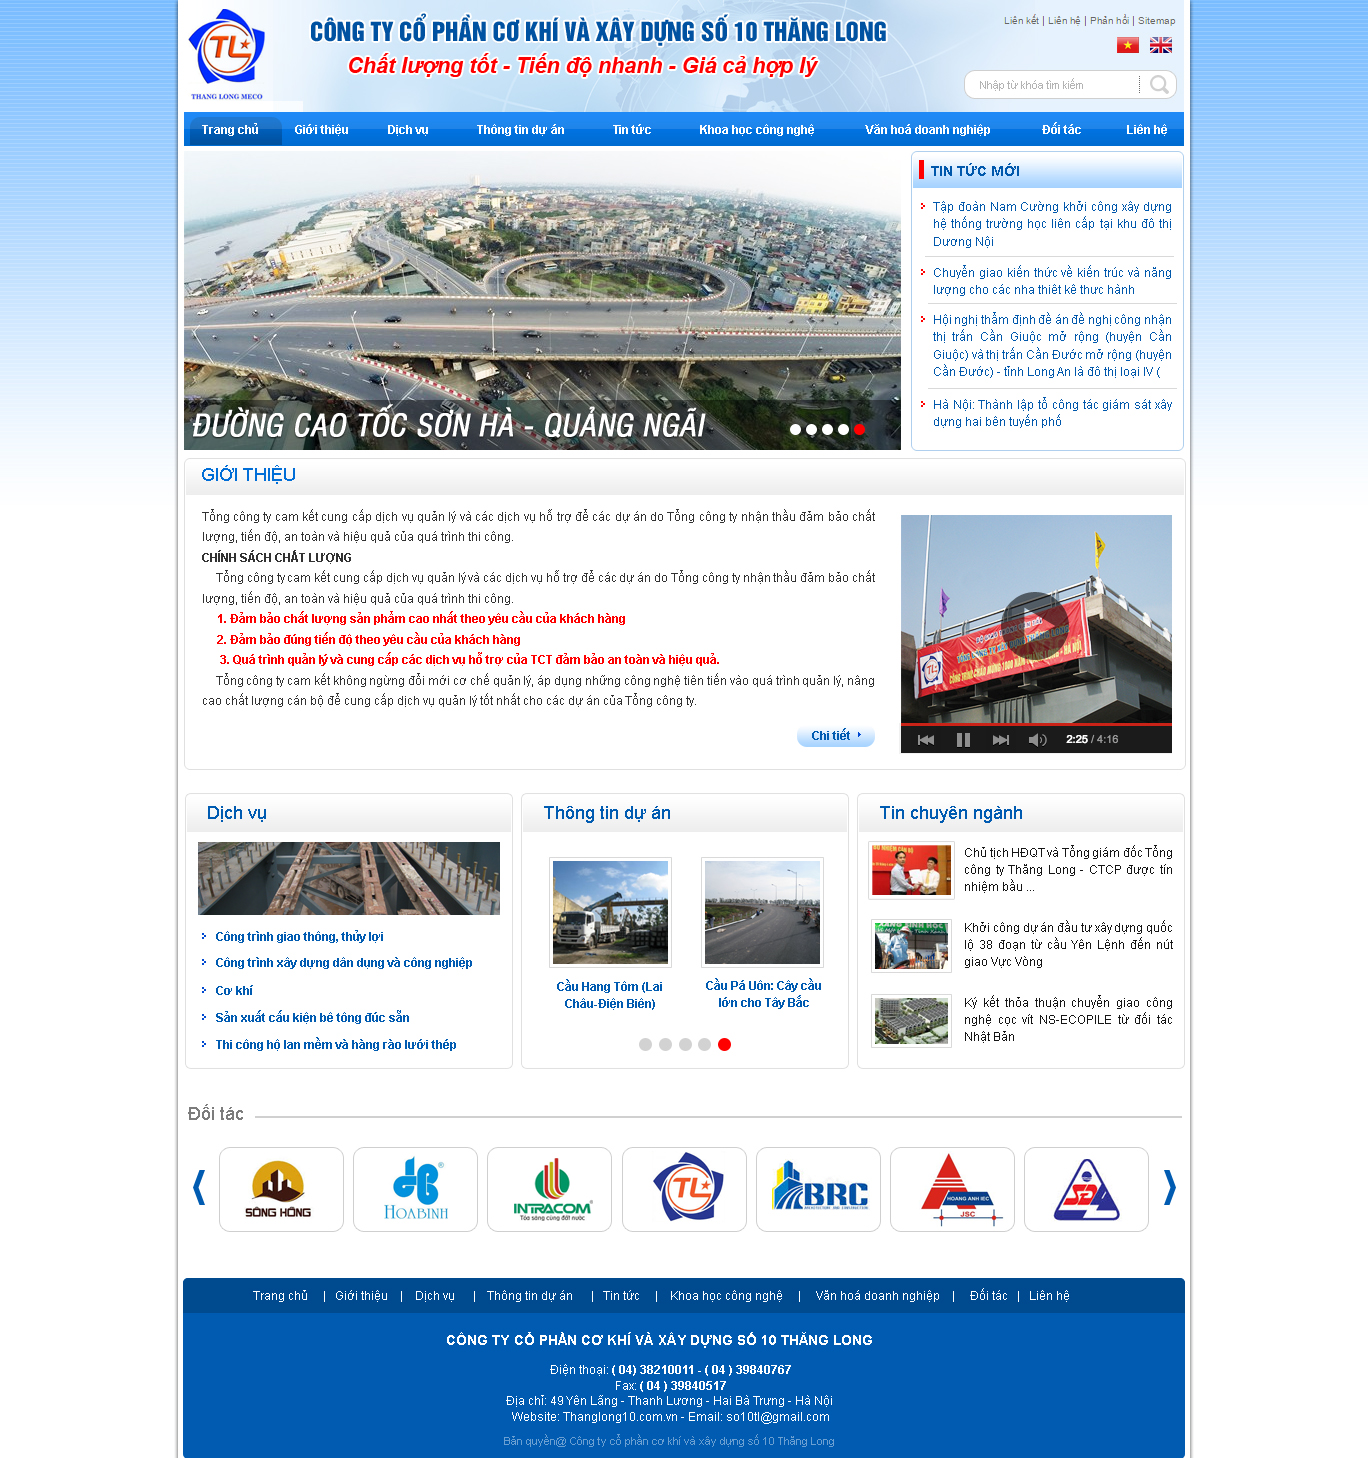 TL
THANG LONG MECO
CÔNG TY CỔ PHẦN CƠ KHÍ VÀ XÂY DỰNG SỐ 10 THĂNG LONG
Chất lượng tốt - Tiến độ nhanh - Giá cả hợp lý
Liên kết | Liên hệ | Phản hồi | Sitemap
Nhập từ khóa tìm kiếm
Trang chủ Giới thiệu Dịch vụ Thông tin dự án Tin tức Khoa học công nghệ Văn hoá doanh nghiệp Đối tác Liên hệ
ĐƯỜNG CAO TỐC SƠN HÀ - QUẢNG NGÃI
TIN TỨC MỚI
Tập đoàn Nam Cường khởi công xây dựng
hệ thống trường học liên cấp tại khu đô thị
Dương Nội
Chuyển giao kiến thức về kiến trúc và năng
lượng cho các nha thiêt kê thưc hành
Hội nghị thẩm định đề án đề nghị công nhận
thị trấn Cần Giuộc mở rộng (huyện Cần
Giuộc) và thị trấn Cần Đước mở rộng (huyện
Cần Đước) - tỉnh Long An là đô thị loại IV (
Hà Nội: Thành lập tổ công tác giám sát xây
dựng hai bên tuyến phố
GIỚI THIỆU
Tổng công ty cam kết cung cấp dịch vụ quản lý và các dịch vụ hỗ trợ để các dự án do Tổng công ty nhận thầu đảm bảo chất
lượng, tiến độ, an toàn và hiệu quả của quá trình thi công.
CHÍNH SÁCH CHẤT LƯỢNG
Tổng công ty cam kết cung cấp dịch vụ quản lý và các dịch vụ hỗ trợ để các dự án do Tổng công ty nhận thầu đảm bảo chất
lượng, tiến độ, an toàn và hiệu quả của quá trình thi công.
1. Đảm bảo chất lượng sản phẩm cao nhất theo yêu cầu của khách hàng
2. Đảm bảo đúng tiến độ theo yêu cầu của khách hàng
3. Quá trình quản lý và cung cấp các dịch vụ hỗ trợ của TCT đảm bảo an toàn và hiệu quả.
Tổng công ty cam kết không ngừng đổi mới cơ chế quản lý, áp dụng những công nghệ tiên tiến vào quá trình quản lý, nâng
cao chất lượng cán bộ để cung cấp dịch vụ quản lý tốt nhất cho các dự án của Tổng công ty.
Chi tiết
2:25 / 4:16
Dịch vụ
Công trình giao thông, thủy lợi
Công trình xây dựng dân dụng và công nghiệp
Cơ khí
Sản xuất cấu kiện bê tông đúc sẵn
Thi công hộ lan mềm và hàng rào lưới thép
Thông tin dự án
Cầu Hang Tôm (Lai
Châu-Điện Biên)
Cầu Pá Uôn: Cây cầu
lớn cho Tây Bắc
Tin chuyên ngành
Chủ tịch HĐQT và Tổng giám đốc Tổng
công ty Thăng Long - CTCP được tín
nhiệm bầu ...
Khởi công dự án đầu tư xây dựng quốc
lộ 38 đoạn từ cầu Yên Lệnh đến nút
giao Vực Vòng
Ký kết thỏa thuận chuyển giao công
nghệ cọc vít NS-ECOPILE từ đối tác
Nhật Bản
Đối tác
SÔNG HỒNG
HOABINH
INTRACOM
Tỏa sáng cùng đất nước
TL
BRC
HOANG ANH IEC
JSC
Trang chủ | Giới thiệu | Dịch vụ | Thông tin dự án | Tin tức | Khoa học công nghệ | Văn hoá doanh nghiệp | Đối tác | Liên hệ
CÔNG TY CỔ PHẦN CƠ KHÍ VÀ XÂY DỰNG SỐ 10 THĂNG LONG
Điện thoại: ( 04) 38210011 - ( 04 ) 39840767
Fax: ( 04 ) 39840517
Địa chỉ: 49 Yên Lãng - Thanh Lương - Hai Bà Trưng - Hà Nội
Website: Thanglong10.com.vn - Email: so10tl@gmail.com
Bản quyền@ Công ty cổ phần cơ khí và xây dựng số 10 Thăng Long